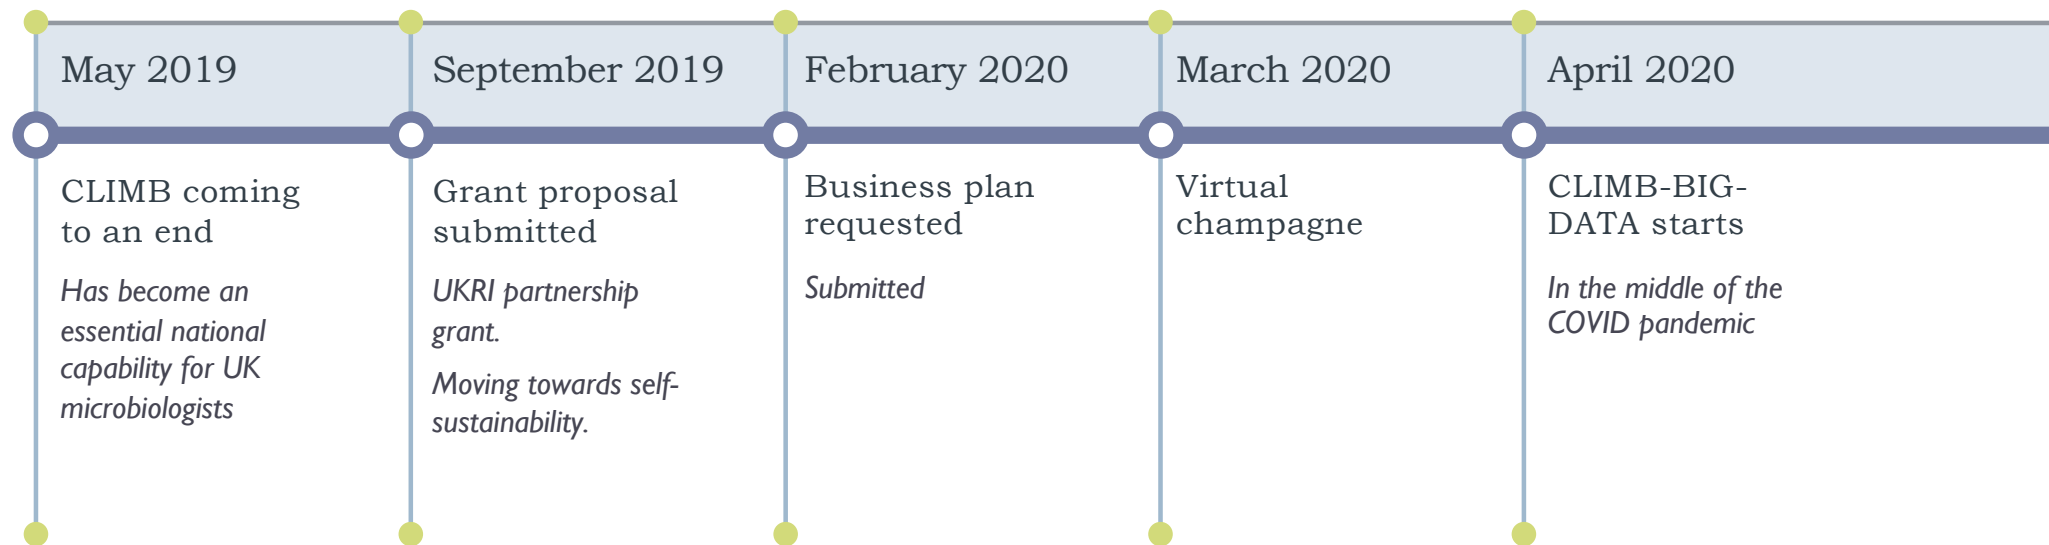 May 2019
CLIMB coming
to an end
Has become an
essential national
capability for UK
microbiologists
September 2019
Grant proposal
submitted
UKRI partnership
grant.
Moving towards self-
sustainability.
February 2020
Business plan
requested
Submitted
March 2020
Virtual
champagne
April 2020
CLIMB-BIG-
DATA starts
In the middle of the
COVID pandemic